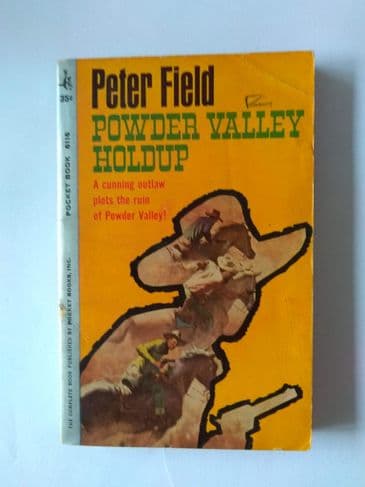 Peter Field
POWDER VALLEY
HOLDUP
A cunning outlaw
plots the ruin
of Powder Valley!
35¢
POCKET BOOK 6116
THE COMPLETE BOOK PUBLISHED BY POCKET BOOKS, INC.